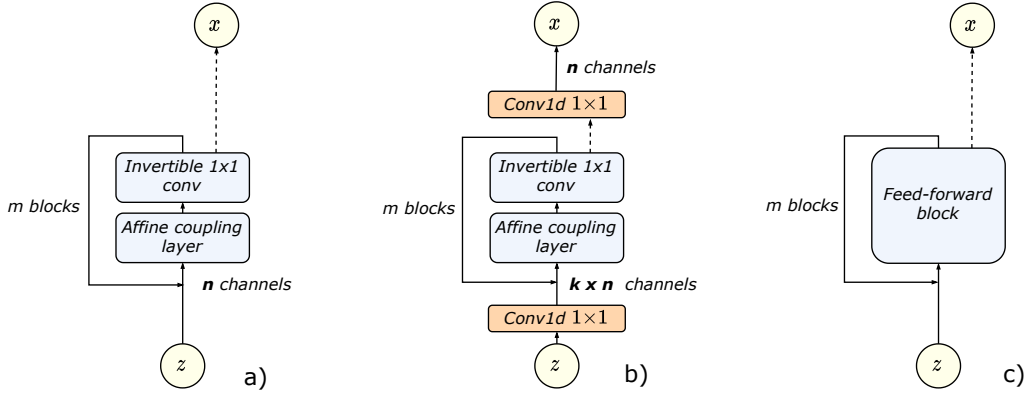 x
Invertible 1x1
conv
m blocks
Affine coupling
layer
n channels
z
a)
x
n channels
Conv1d 1×1
Invertible 1x1
conv
m blocks
Affine coupling
layer
k x n channels
Conv1d 1×1
z
b)
x
Feed-forward
block
m blocks
z
c)